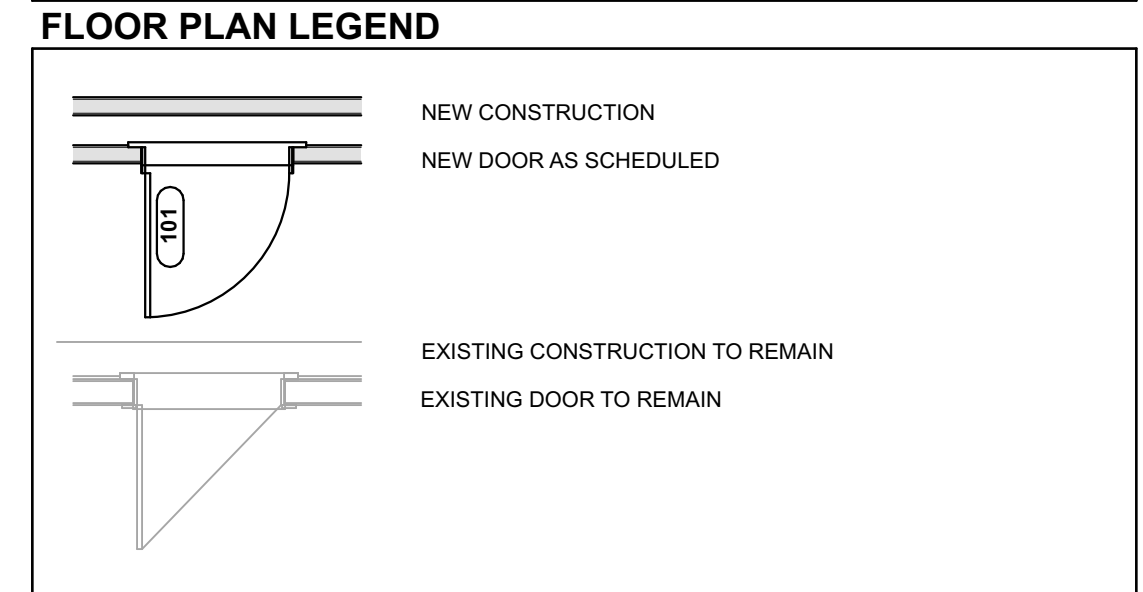 FLOOR PLAN LEGEND
NEW CONSTRUCTION
NEW DOOR AS SCHEDULED
101
EXISTING CONSTRUCTION TO REMAIN
EXISTING DOOR TO REMAIN